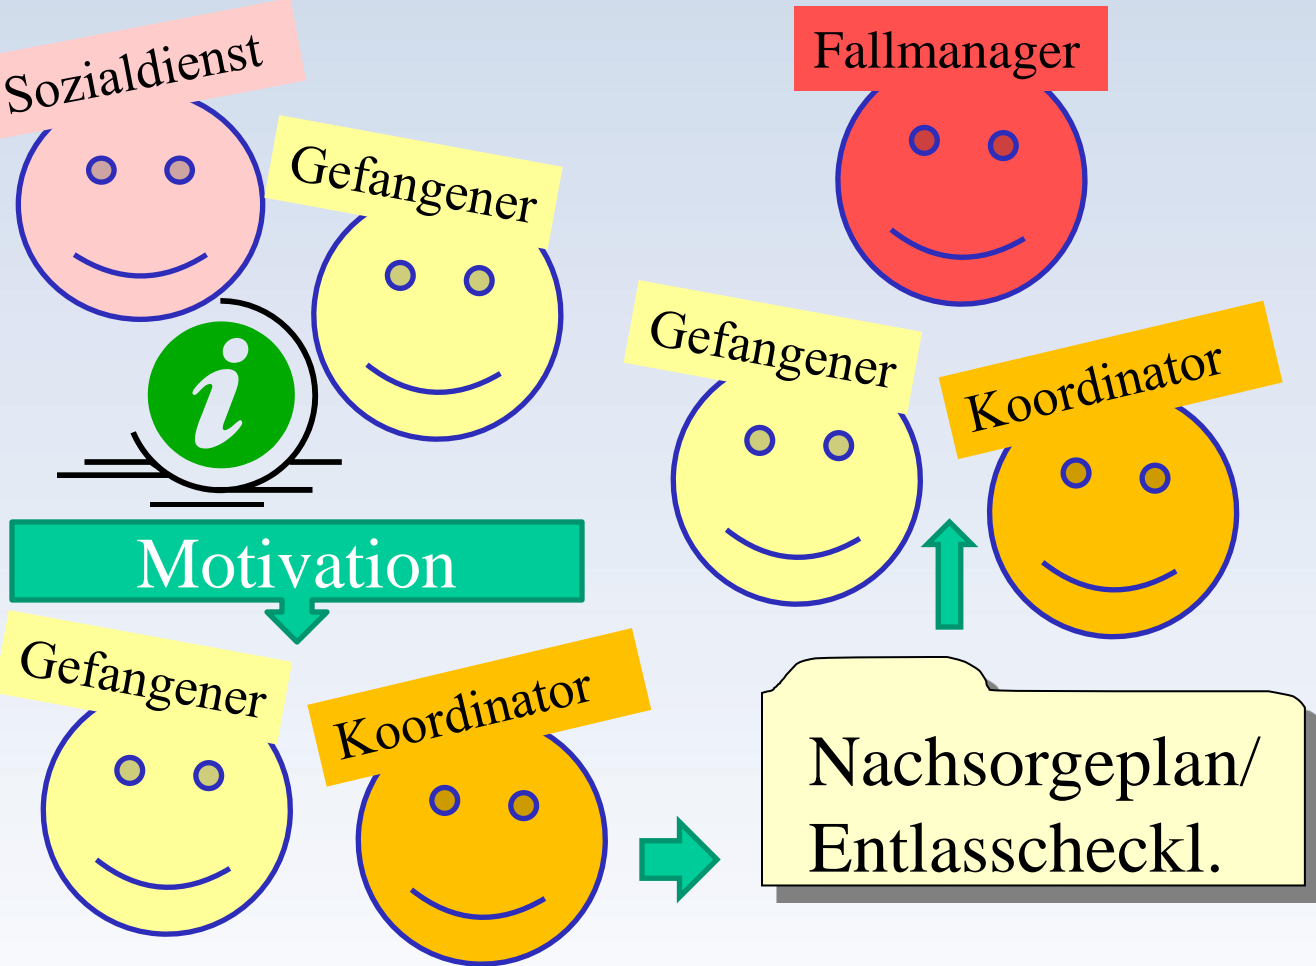 Sozialdienst
Gefangener
i
Motivation
Gefangener
Koordinator
Nachsorgeplan/
Entlasscheckl.
Fallmanager
Gefangener
Koordinator